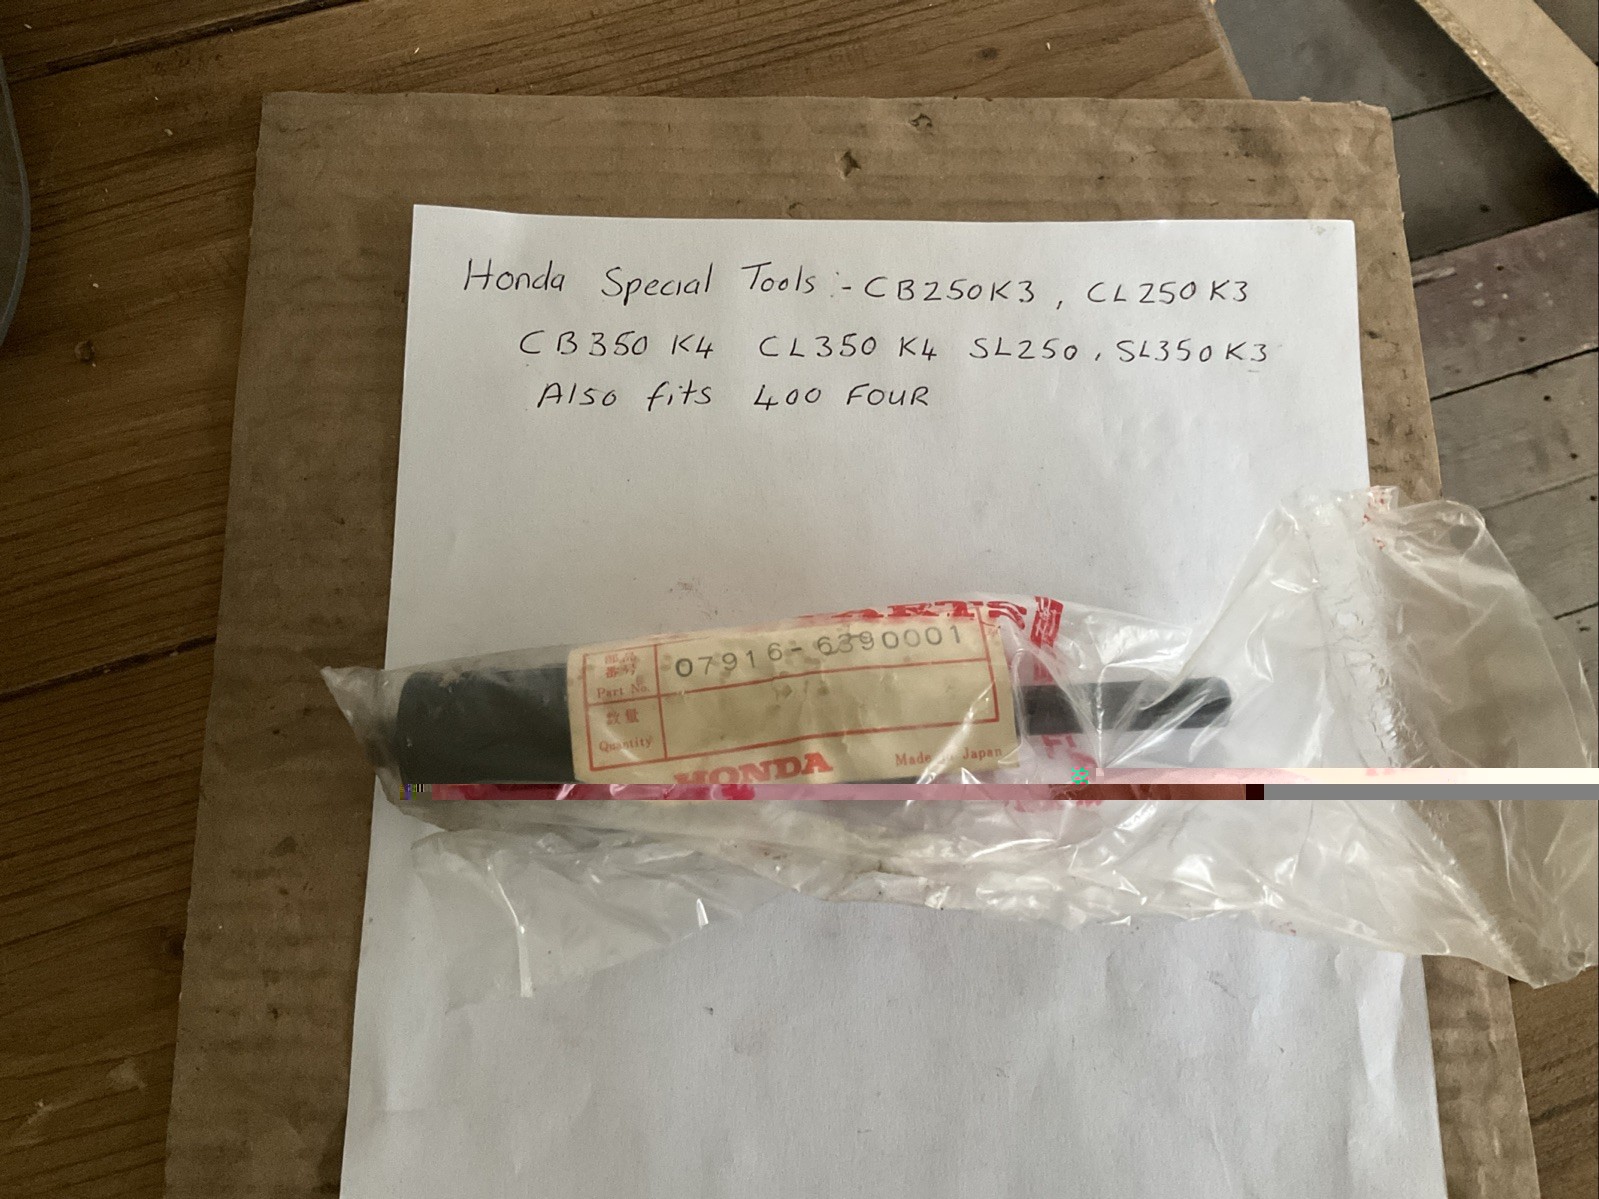 Honda Special Tools :- CB250K3, CL250K3
CB350 K4 CL350 K4 SL250, SL350K3
Also fits 400 FOUR
部品
番号
Part No.
07916-6390001
数量
Quantity
HONDA
Made in Japan